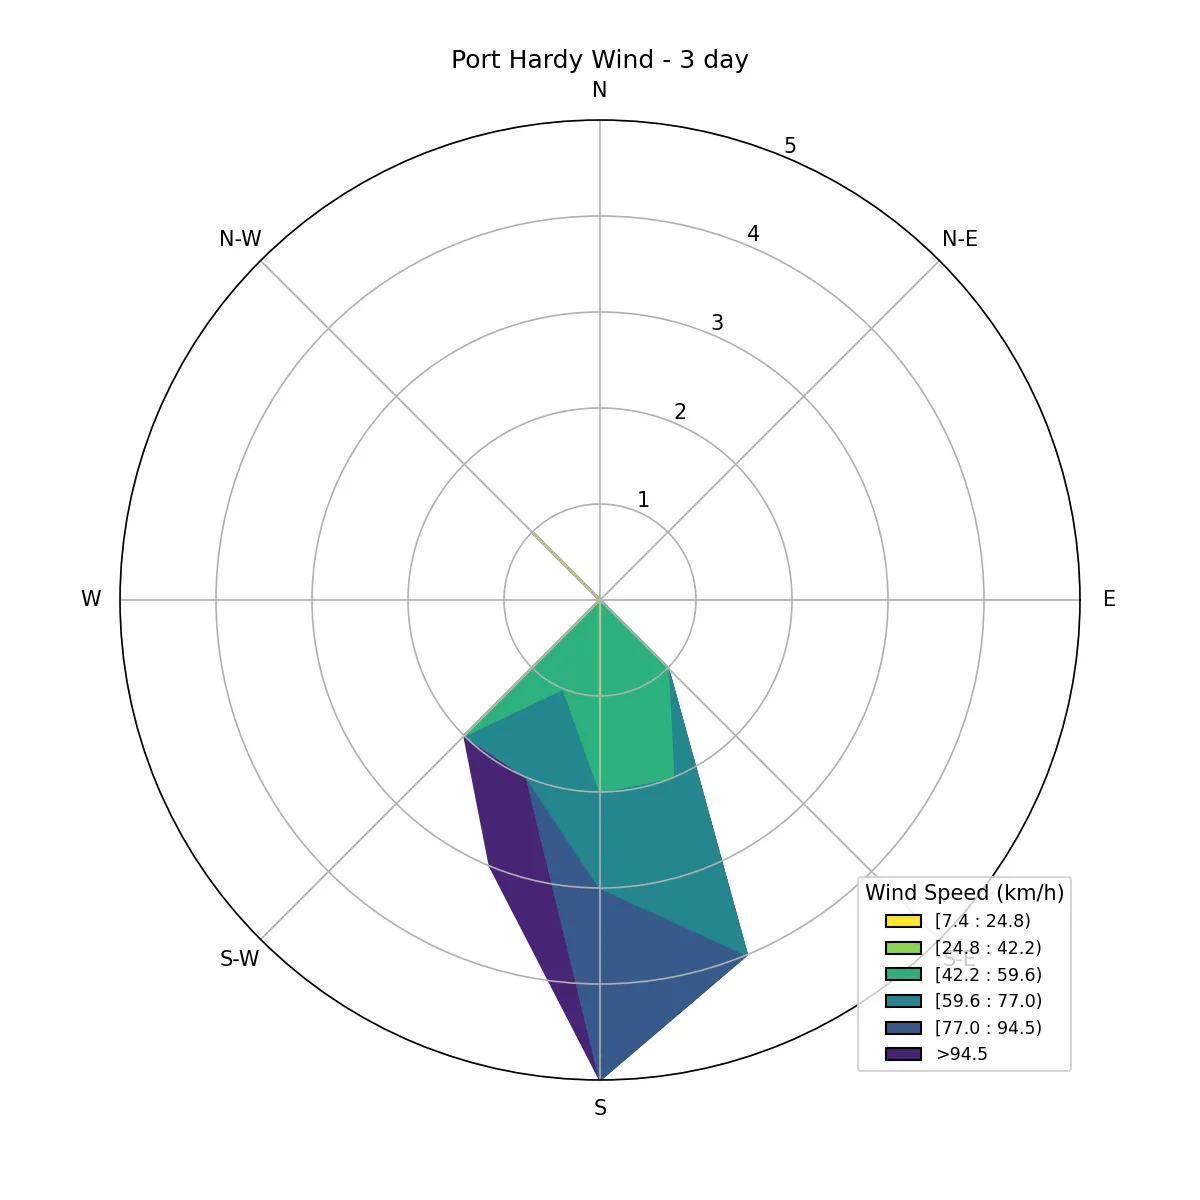 Port Hardy Wind - 3 day
N
5
N-W
N-E
4
3
2
1
W
E
Wind Speed (km/h)
[7.4 : 24.8)
[24.8 : 42.2)
S-W
S-E
[42.2 : 59.6)
[59.6 : 77.0)
[77.0 : 94.5)
>94.5
S